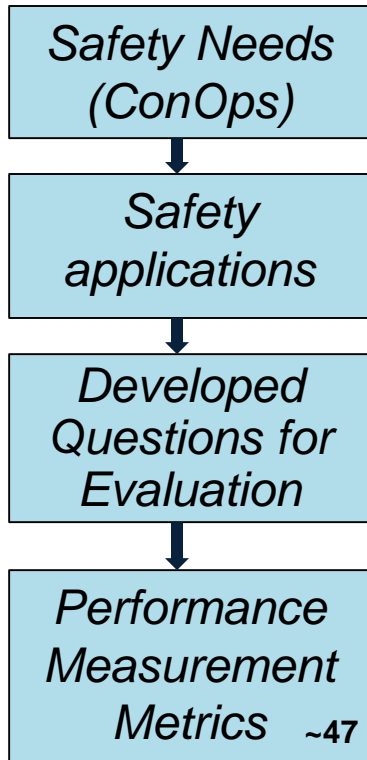 Safety Needs
(ConOps)
Safety
applications
Developed
Questions for
Evaluation
Performance
Measurement
Metrics ~47